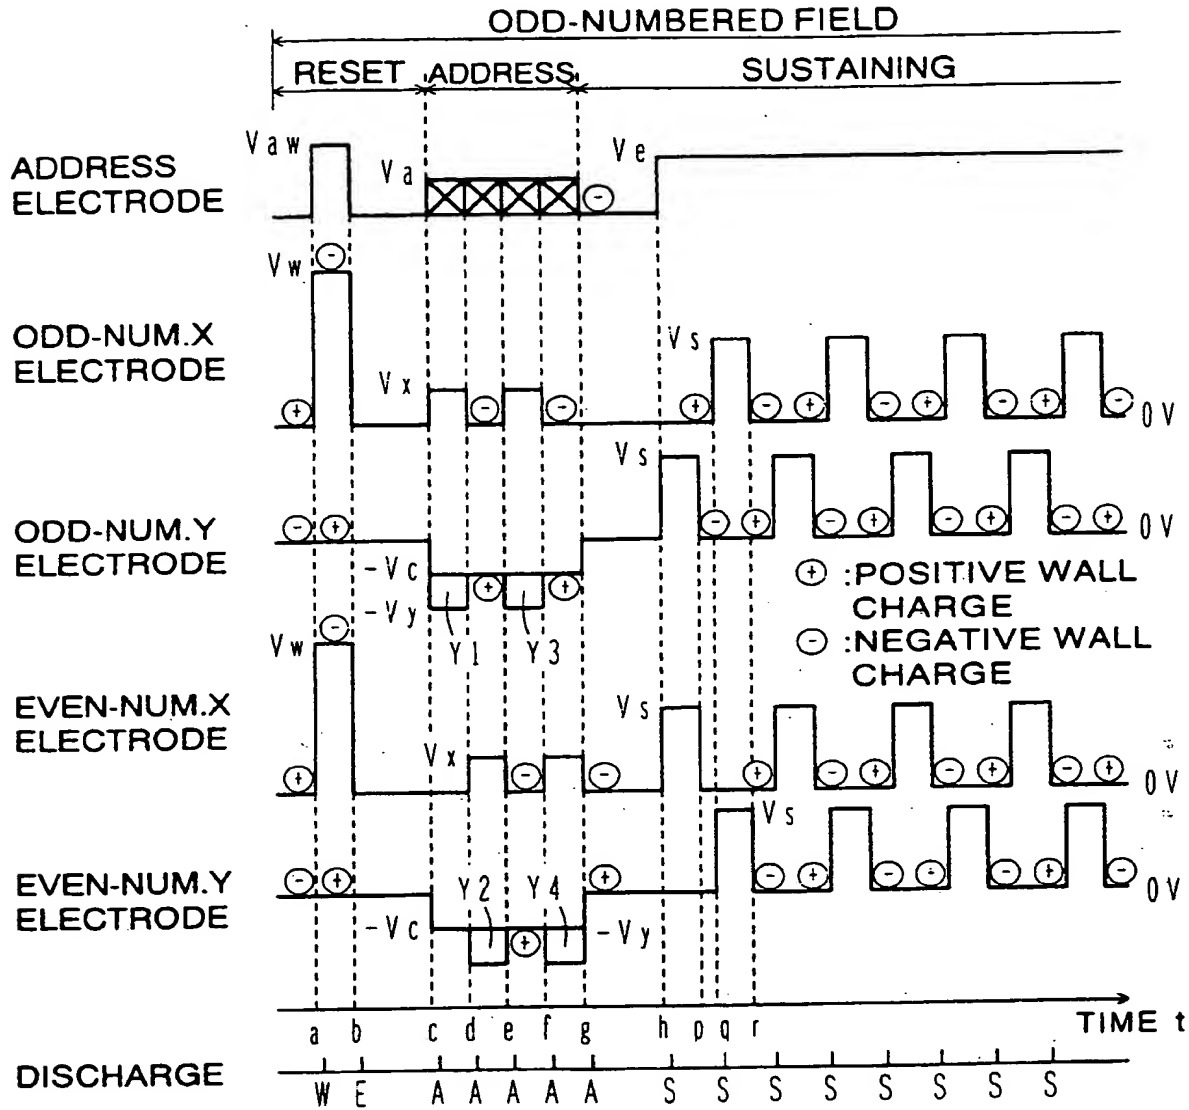 ODD-NUMBERED FIELD
RESET ADDRESS SUSTAINING
Vaw
Va
Ve
ADDRESS
ELECTRODE
Vw
ODD-NUM.X
ELECTRODE
Vx
Vs
0V
Vs
ODD-NUM.Y
ELECTRODE
-Vc
-Vy
Y1 Y3
0V
+ :POSITIVE WALL
CHARGE
- :NEGATIVE WALL
CHARGE
Vw
EVEN-NUM.X
ELECTRODE
Vs
Vx
0V
Vs
EVEN-NUM.Y
ELECTRODE
Y2 Y4
-Vc
-Vy
0V
a b c d e f g h p q r
TIME t
DISCHARGE
W E A A A A A S S S S S S S S